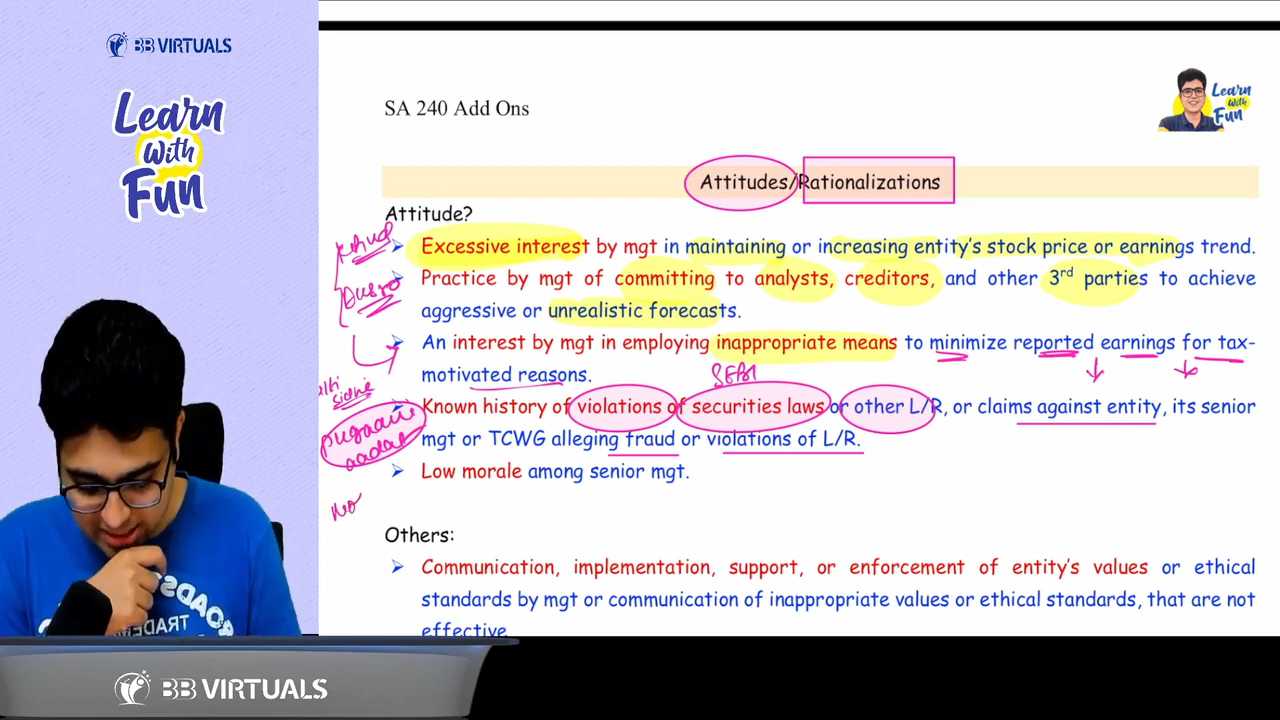 BB VIRTUALS
Learn
With
Fun
SA 240 Add Ons
Learn
With
Fun
Attitudes/Rationalizations
Attitude?
➢ Excessive interest by mgt in maintaining or increasing entity's stock price or earnings trend.
➢ Practice by mgt of committing to analysts, creditors, and other 3rd parties to achieve
aggressive or unrealistic forecasts.
➢ An interest by mgt in employing inappropriate means to minimize reported earnings for tax-
motivated reasons.
SEBI
Known history of violations of securities laws or other L/R, or claims against entity, its senior
mgt or TCWG alleging fraud or violations of L/R.
➢ Low morale among senior mgt.
Others:
➢ Communication, implementation, support, or enforcement of entity's values or ethical
standards by mgt or communication of inappropriate values or ethical standards, that are not
effective
BB VIRTUALS